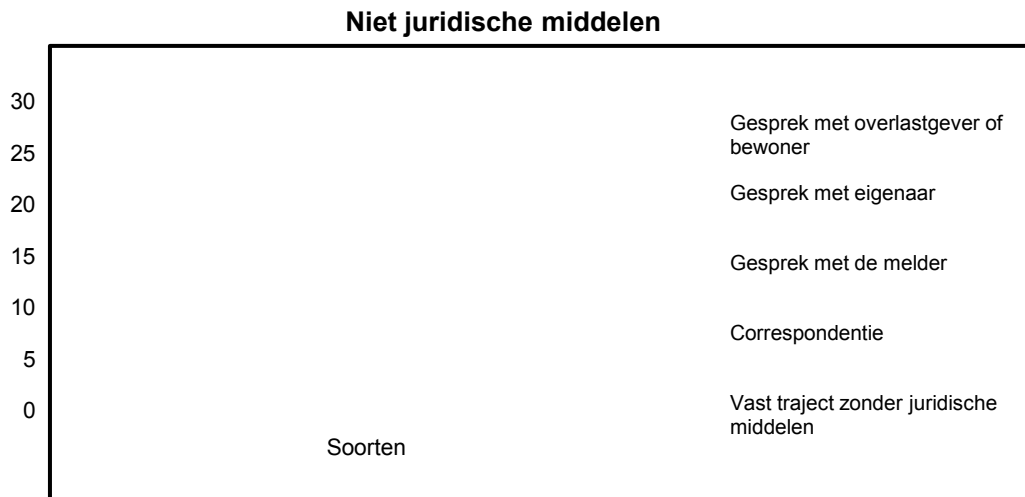 Niet juridische middelen
30
25
20
15
10
5
0
Soorten
Gesprek met overlastgever of
bewoner
Gesprek met eigenaar
Gesprek met de melder
Correspondentie
Vast traject zonder juridische
middelen